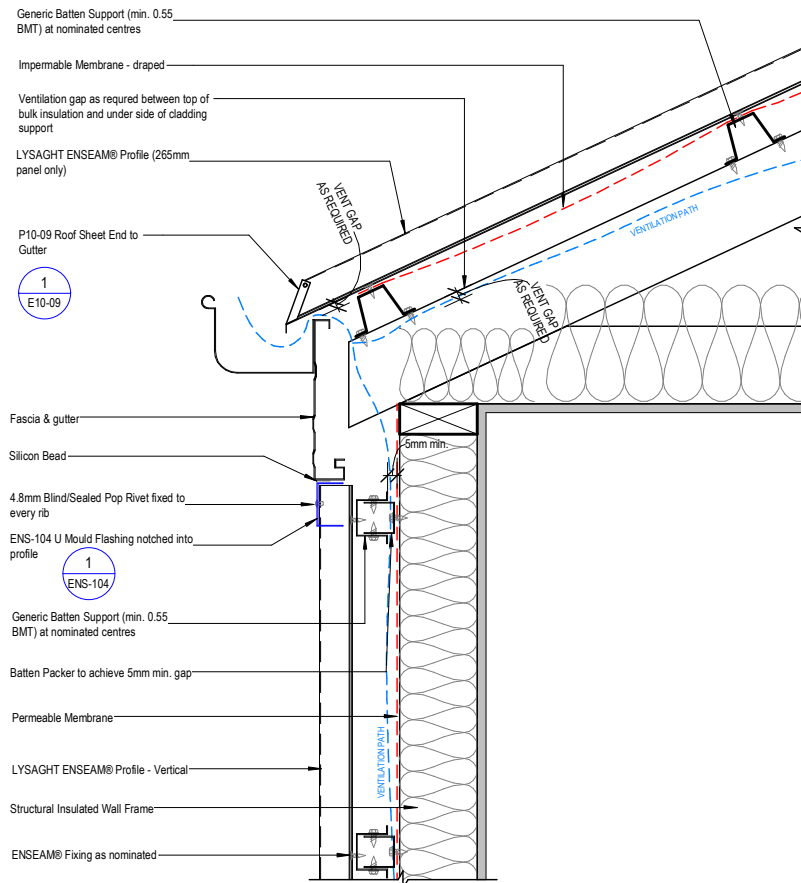 Generic Batten Support (min. 0.55
BMT) at nominated centres
Impermable Membrane - draped
Ventilation gap as requred between top of
bulk insulation and under side of cladding
support
LYSAGHT ENSEAM® Profile (265mm
panel only)
VENT GAP
AS REQUIRED
VENTILATION PATH
P10-09 Roof Sheet End to
Gutter
1
E10-09
VENT GAP
AS REQUIRED
Fascia & gutter
5mm min.
Silicon Bead
4.8mm Blind/Sealed Pop Rivet fixed to
every rib
ENS-104 U Mould Flashing notched into
profile
1
ENS-104
Generic Batten Support (min. 0.55
BMT) at nominated centres
Batten Packer to achieve 5mm min. gap
Permeable Membrane
VENTILATION PATH
LYSAGHT ENSEAM® Profile - Vertical
Structural Insulated Wall Frame
ENSEAM® Fixing as nominated